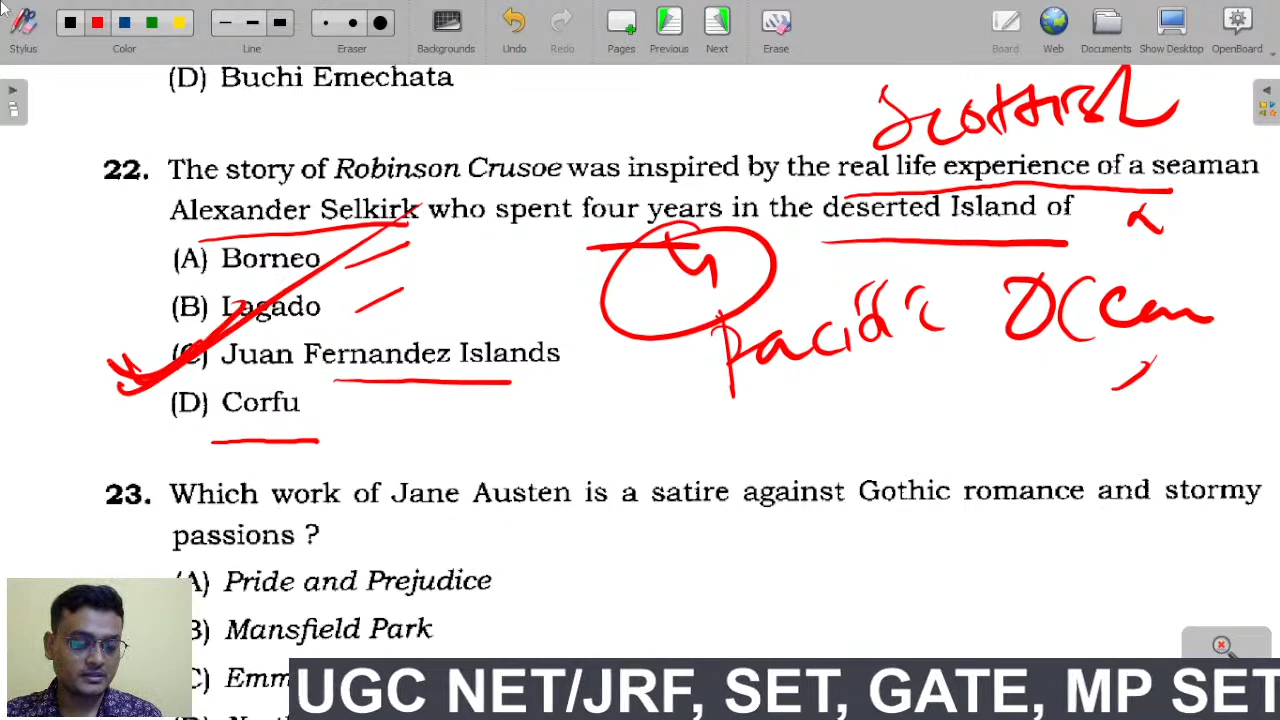 Stylus
Color
Line
Eraser
Backgrounds
Undo
Redo
Pages
Previous
Next
Erase
Board
Web
Documents
Show Desktop
OpenBoard
(D) Buchi Emechata
Scottish
22. The story of Robinson Crusoe was inspired by the real life experience of a seaman
Alexander Selkirk who spent four years in the deserted Island of
(A) Borneo
(B) Lagado
4
Pacific Ocean
(C) Juan Fernandez Islands
(D) Corfu
23. Which work of Jane Austen is a satire against Gothic romance and stormy
passions ?
(A) Pride and Prejudice
(B) Mansfield Park
(C) Emm
UGC NET/JRF, SET, GATE, MP SET